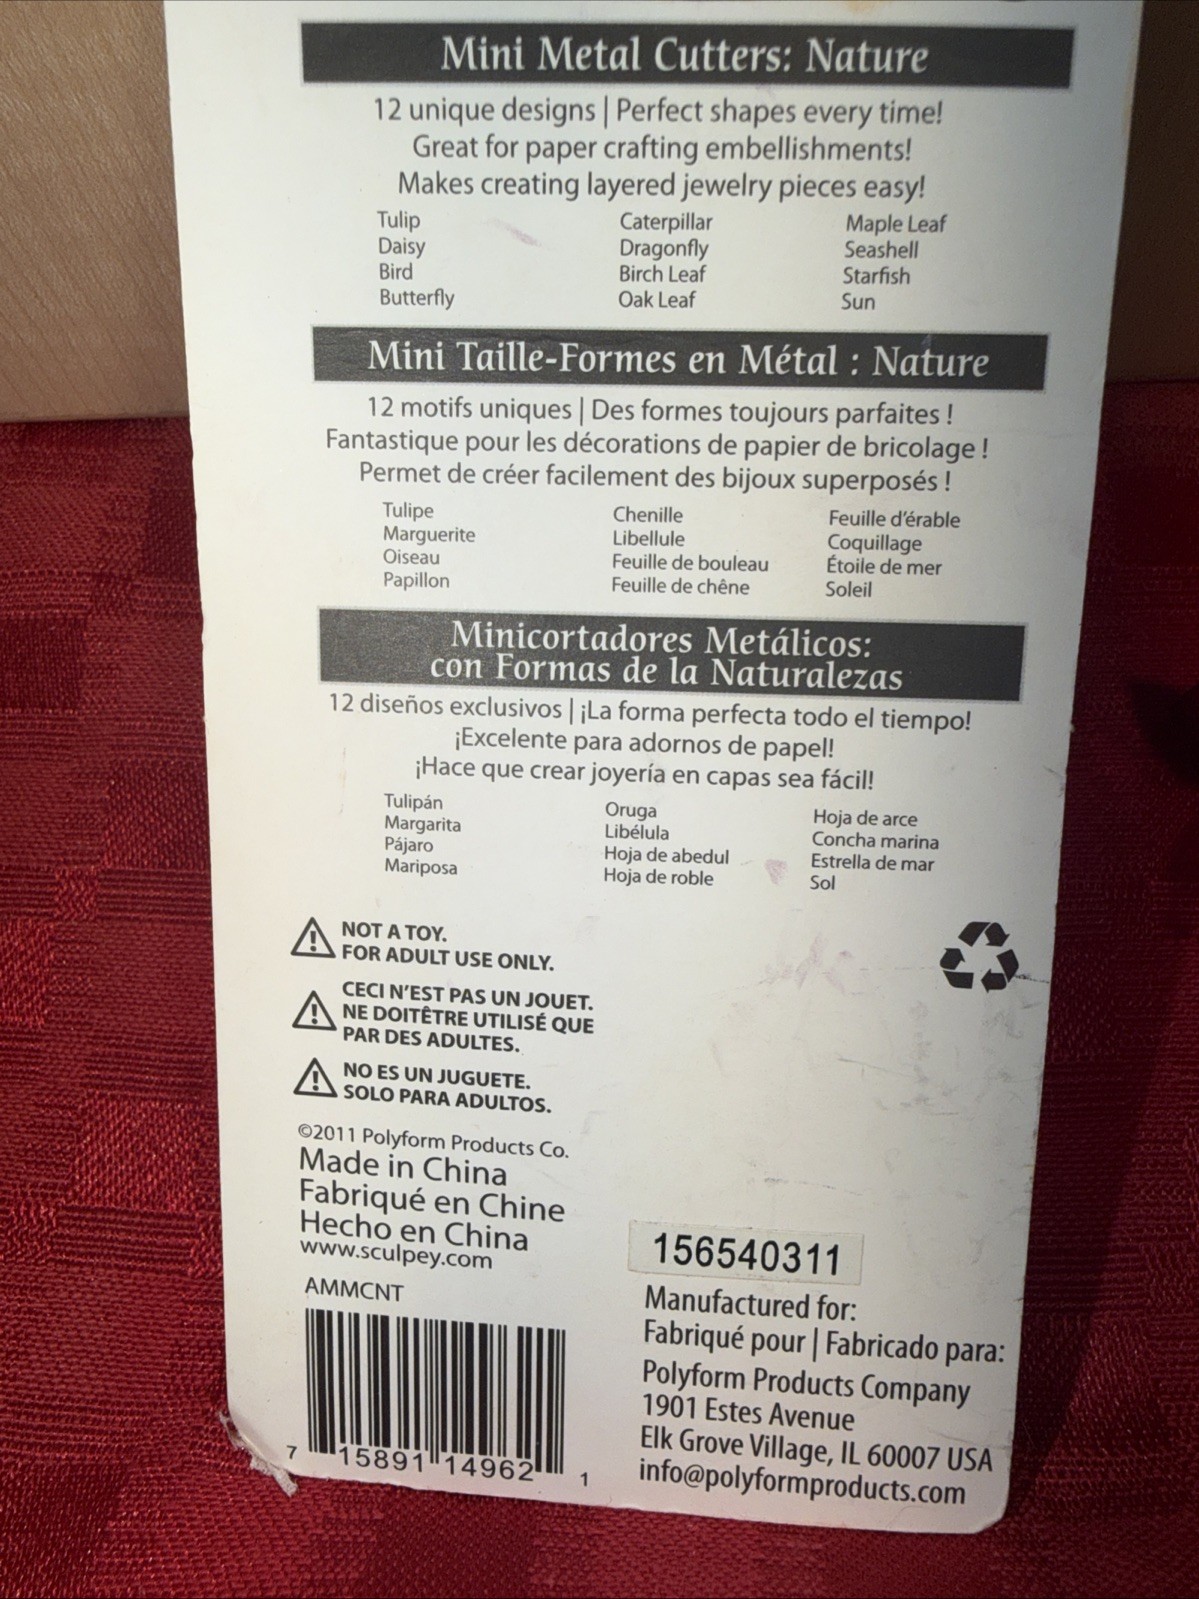 Mini Metal Cutters: Nature
12 unique designs | Perfect shapes every time!
Great for paper crafting embellishments!
Makes creating layered jewelry pieces easy!
Tulip
Daisy
Bird
Butterfly
Caterpillar
Dragonfly
Birch Leaf
Oak Leaf
Maple Leaf
Seashell
Starfish
Sun
Mini Taille-Formes en Métal : Nature
12 motifs uniques | Des formes toujours parfaites !
Fantastique pour les décorations de papier de bricolage !
Permet de créer facilement des bijoux superposés !
Tulipe
Marguerite
Oiseau
Papillon
Chenille
Libellule
Feuille de bouleau
Feuille de chêne
Feuille d'érable
Coquillage
Étoile de mer
Soleil
Minicortadores Metálicos:
con Formas de la Naturalezas
12 diseños exclusivos | ¡La forma perfecta todo el tiempo!
¡Excelente para adornos de papel!
¡Hace que crear joyería en capas sea fácil!
Tulipán
Margarita
Pájaro
Mariposa
Oruga
Libélula
Hoja de abedul
Hoja de roble
Hoja de arce
Concha marina
Estrella de mar
Sol
NOT A TOY.
FOR ADULT USE ONLY.
CECI N'EST PAS UN JOUET.
NE DOITÊTRE UTILISÉ QUE
PAR DES ADULTES.
NO ES UN JUGUETE.
SOLO PARA ADULTOS.
©2011 Polyform Products Co.
Made in China
Fabriqué en Chine
Hecho en China
www.sculpey.com
AMMCNT
7 15891 14962 1
156540311
Manufactured for:
Fabriqué pour | Fabricado para:
Polyform Products Company
1901 Estes Avenue
Elk Grove Village, IL 60007 USA
info@polyformproducts.com